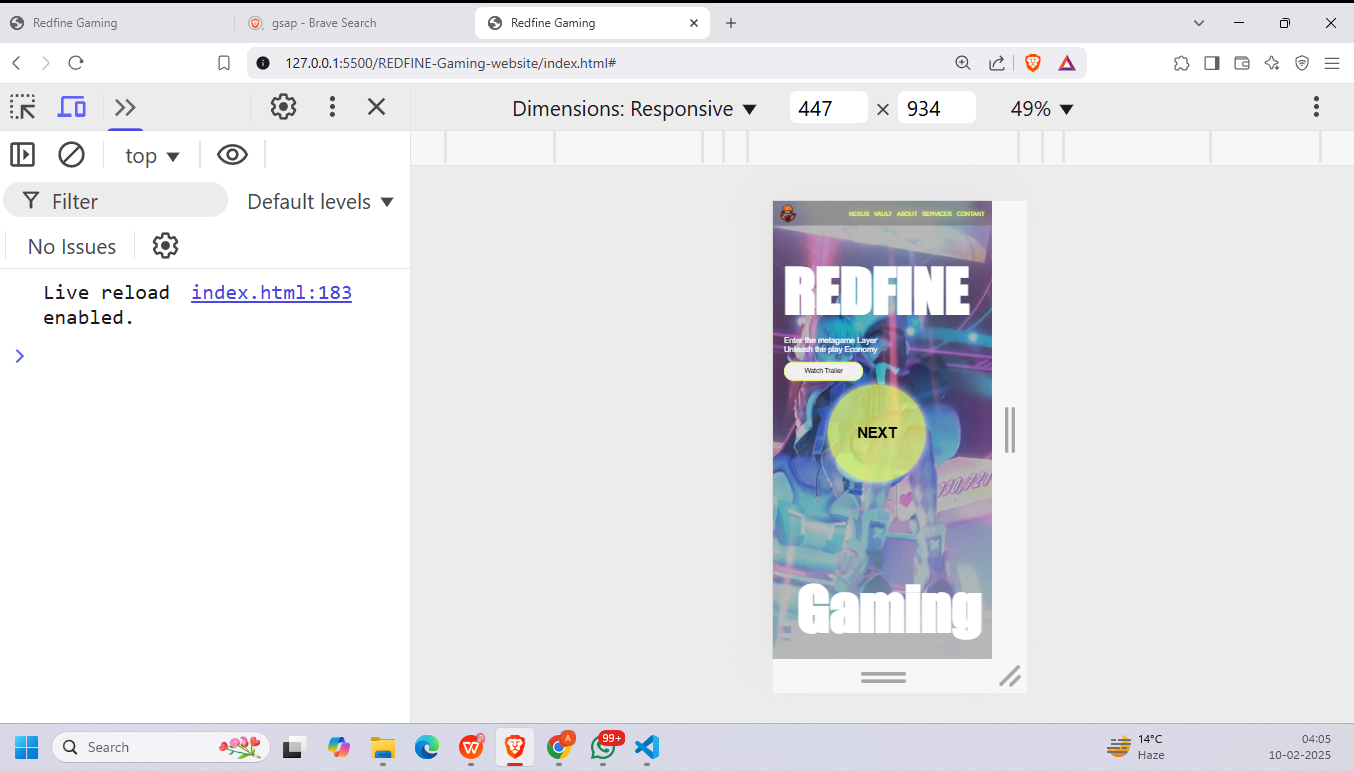 Redfine Gaming
gsap - Brave Search
Redfine Gaming
127.0.0.1:5500/REDFINE-Gaming-website/index.html#
Dimensions: Responsive
447 × 934
49%
top
Filter
Default levels
No Issues
Live reload index.html:183
enabled.
NEXUS VAULT ABOUT SERVICES CONTANT
REDFINE
Enter the metagame Layer
Unleash the play Economy
Watch Trailer
NEXT
Gaming
Search
99+
14°C
Haze
04:05
10-02-2025